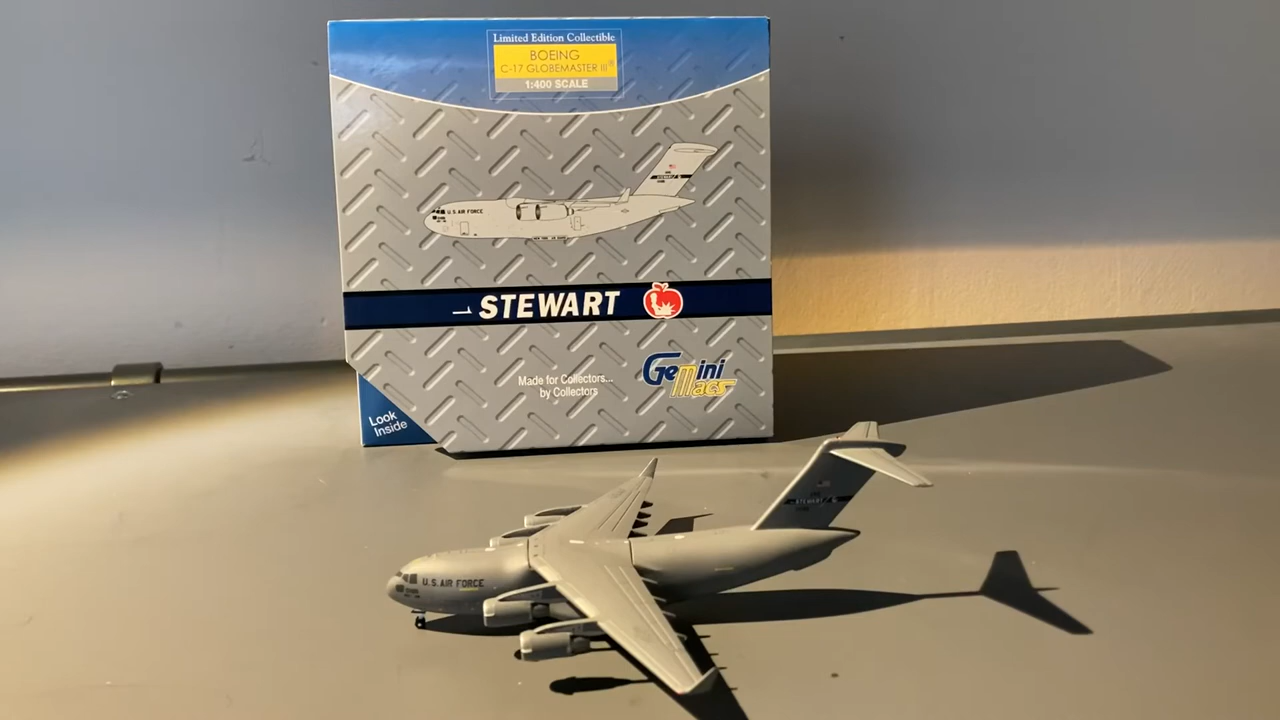 Limited Edition Collectible
BOEING
C-17 GLOBEMASTER III®
1:400 SCALE
STEWART
U.S. AIR FORCE
STEWART
Made for Collectors...
by Collectors
Gemini
Macs
Look
Inside
STEWART
U.S. AIR FORCE